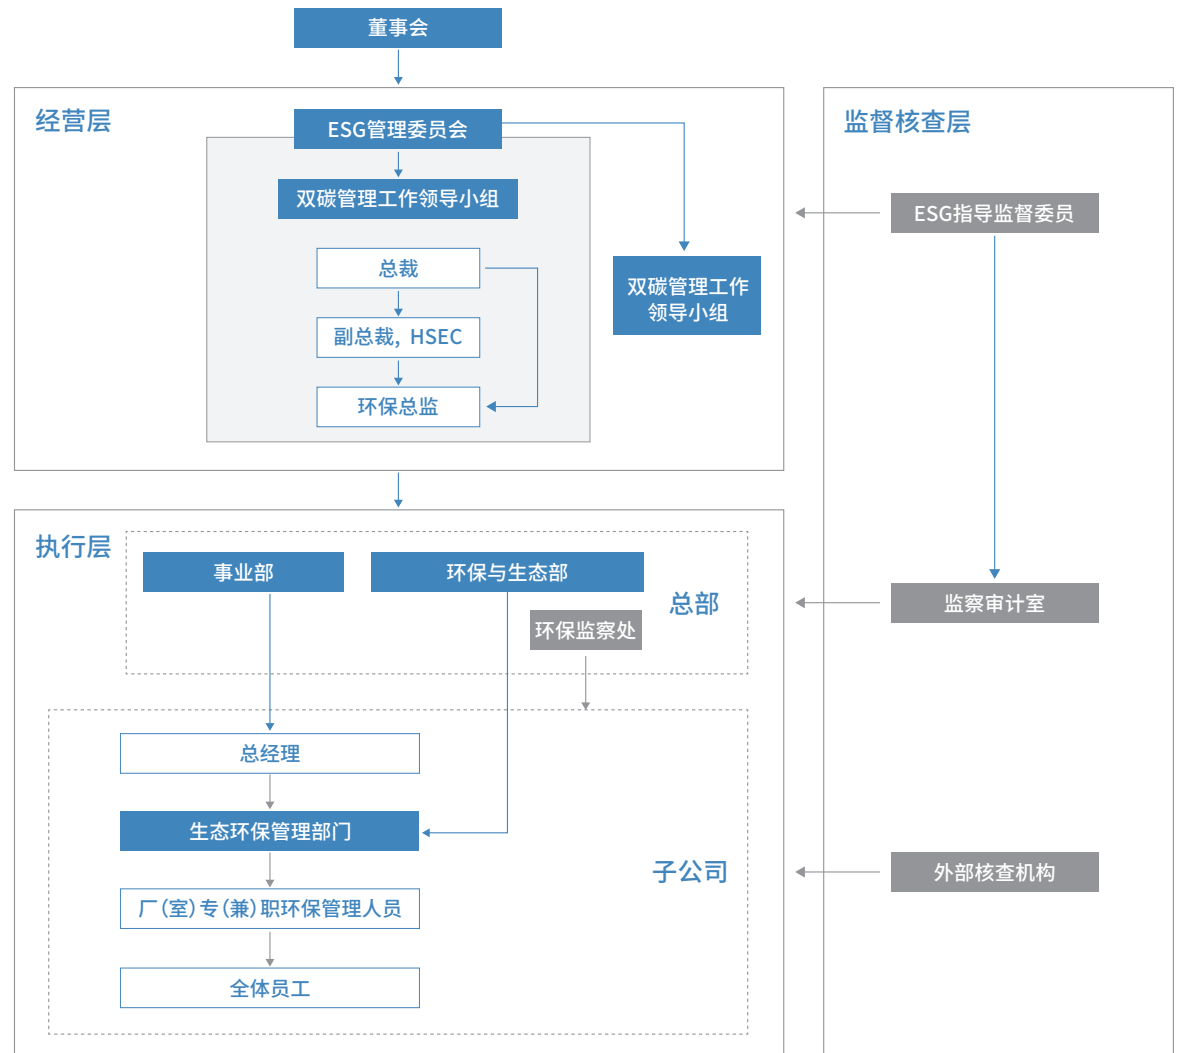 董事会
经营层
ESG管理委员会
双碳管理工作领导小组
总裁
副总裁, HSEC
环保总监
双碳管理工作
领导小组
执行层
事业部
环保与生态部
环保监察处
总部
总经理
生态环保管理部门
厂(室)专(兼)职环保管理人员
全体员工
子公司
监督核查层
ESG指导监督委员
监察审计室
外部核查机构